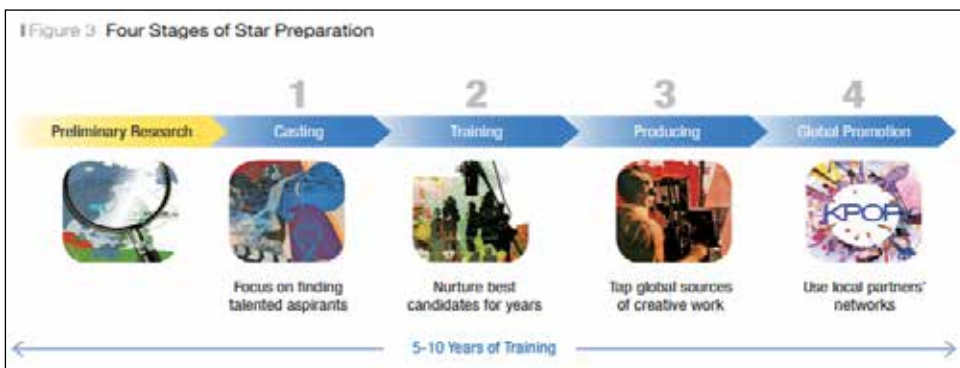 Figure 3 Four Stages of Star Preparation
1
2
3
4
Preliminary Research
Casting
Training
Producing
Global Promotion
KPOP
Focus on finding
talented aspirants
Nurture best
candidates for years
Tap global sources
of creative work
Use local partners'
networks
5-10 Years of Training